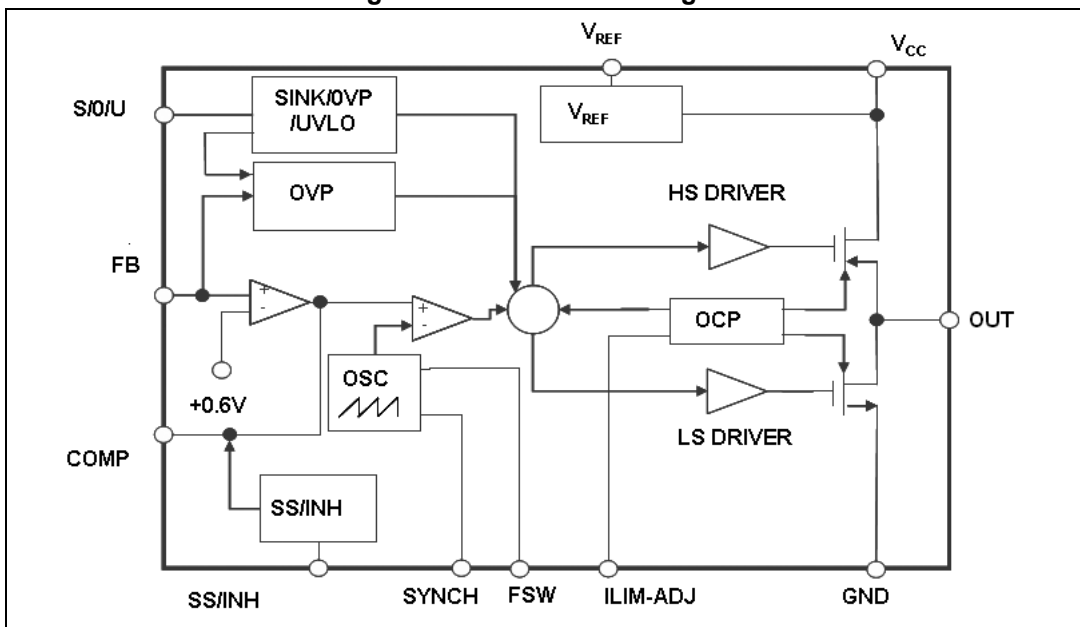 V_REF
V_CC
S/0/U
SINK/0VP
/UVLO
V_REF
OVP
HS DRIVER
FB
+
-
+
-
OCP
OUT
OSC
+0.6V
LS DRIVER
COMP
SS/INH
SS/INH
SYNCH
FSW
ILIM-ADJ
GND